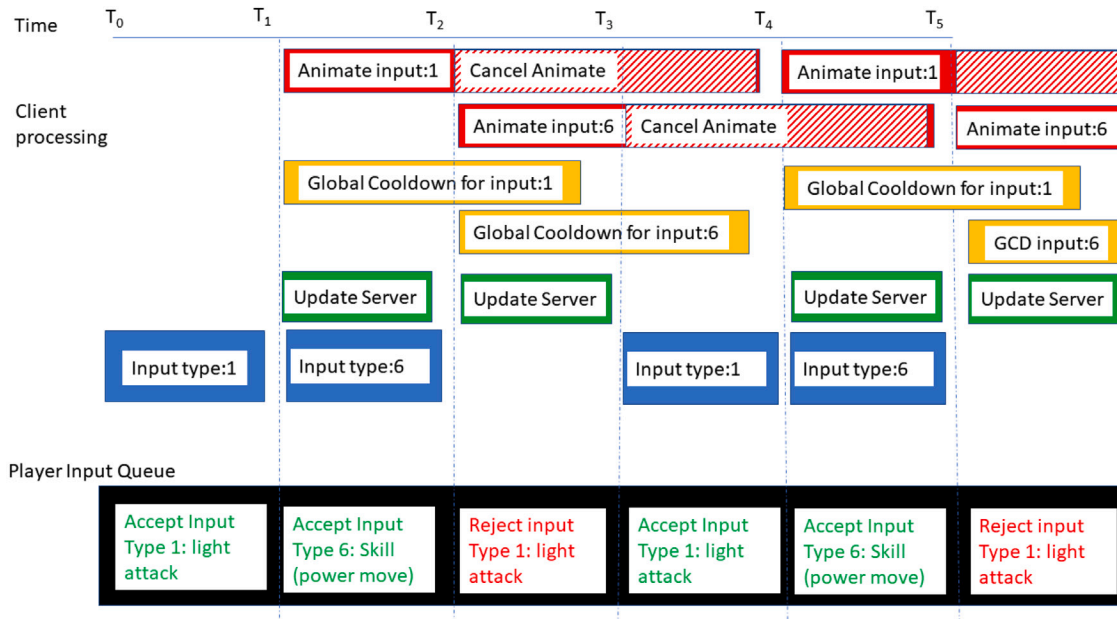 Time
T0
T1
T2
T3
T4
T5
Animate input:1
Cancel Animate
Animate input:1
Client
processing
Animate input:6
Cancel Animate
Animate input:6
Global Cooldown for input:1
Global Cooldown for input:1
Global Cooldown for input:6
GCD input:6
Update Server
Update Server
Update Server
Update Server
Input type:1
Input type:6
Input type:1
Input type:6
Player Input Queue
Accept Input
Type 1: light
attack
Accept Input
Type 6: Skill
(power move)
Reject input
Type 1: light
attack
Accept Input
Type 1: light
attack
Accept Input
Type 6: Skill
(power move)
Reject input
Type 1: light
attack